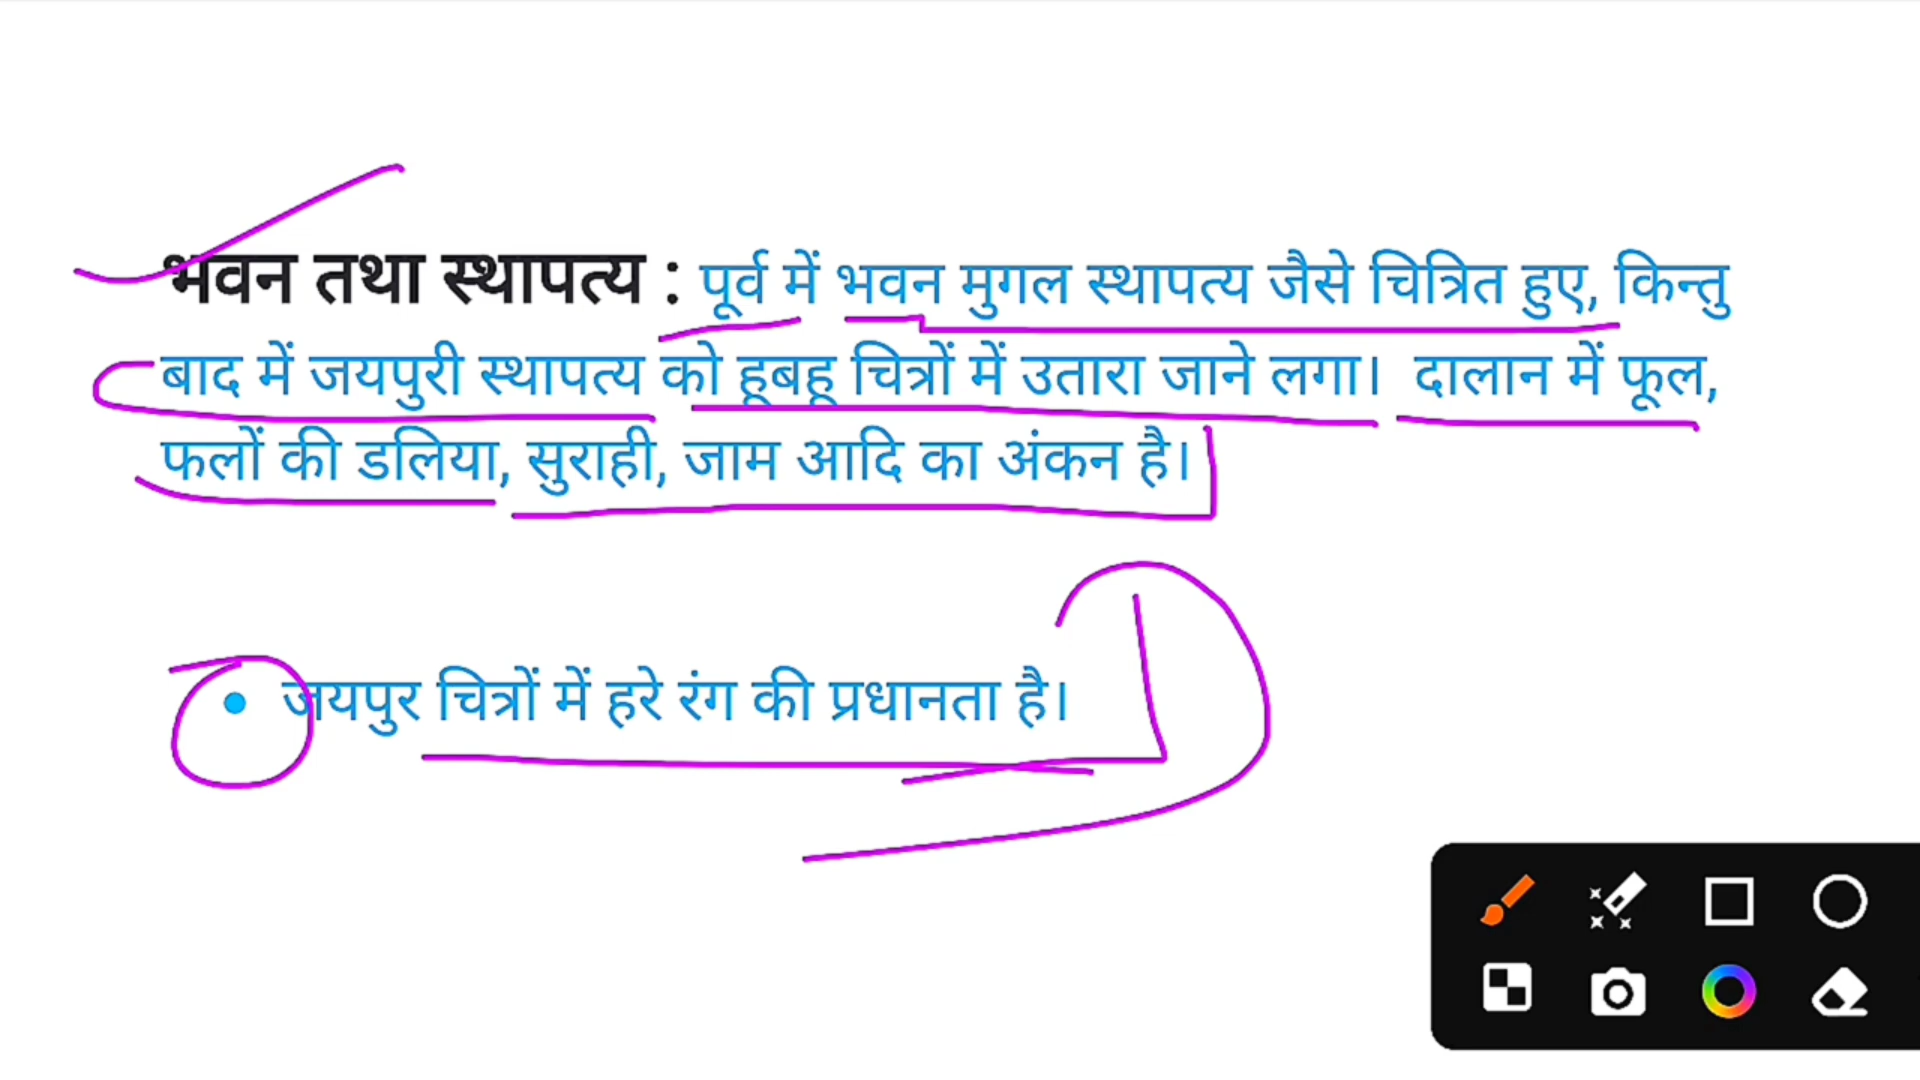 भवन तथा स्थापत्य : पूर्व में भवन मुगल स्थापत्य जैसे चित्रित हुए, किन्तु
बाद में जयपुरी स्थापत्य को हूबहू चित्रों में उतारा जाने लगा। दालान में फूल,
फलों की डलिया, सुराही, जाम आदि का अंकन है।
• जयपुर चित्रों में हरे रंग की प्रधानता है।